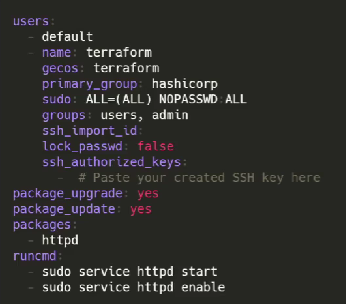 users:
  - default
  - name: terraform
    gecos: terraform
    primary_group: hashicorp
    sudo: ALL=(ALL) NOPASSWD:ALL
    groups: users, admin
    ssh_import_id:
    lock_passwd: false
    ssh_authorized_keys:
      - # Paste your created SSH key here
package_upgrade: yes
package_update: yes
packages:
  - httpd
runcmd:
  - sudo service httpd start
  - sudo service httpd enable